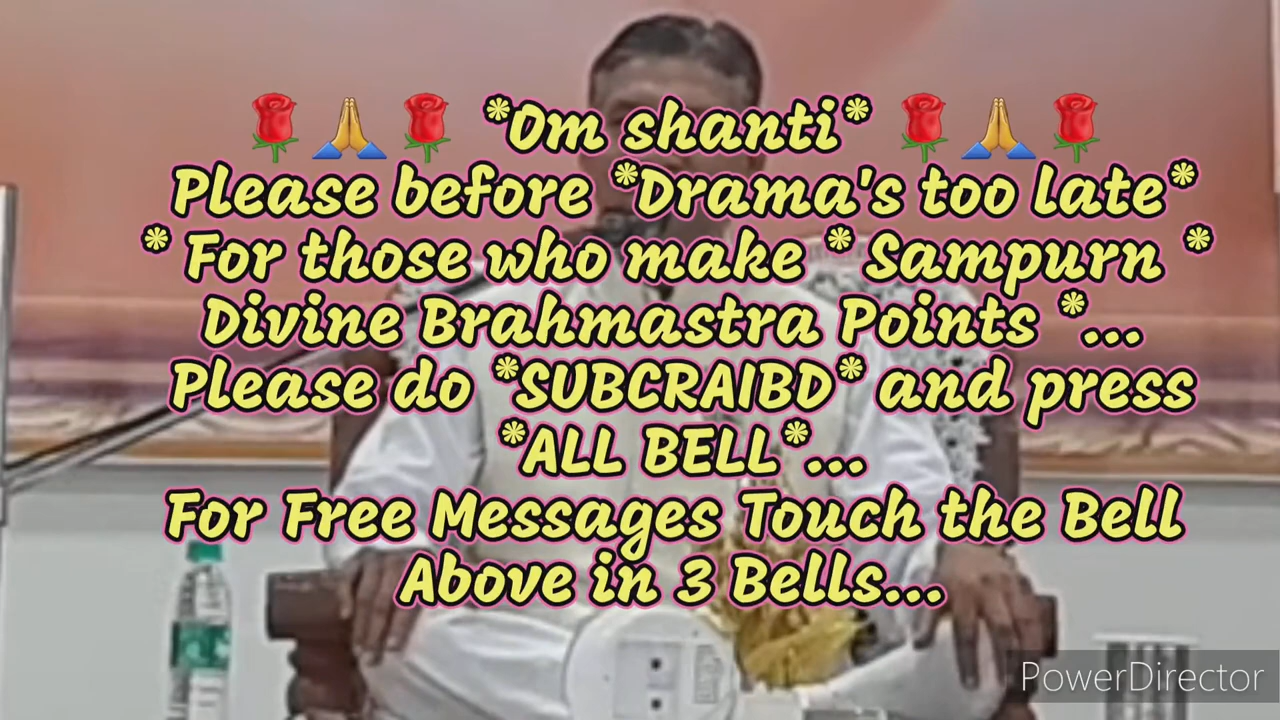 🌹🙏🌹 *Om shanti* 🌹🙏🌹
Please before *Drama's too late*
* For those who make * Sampurn *
Divine Brahmastra Points *...
Please do *SUBCRAIBD* and press
*ALL BELL*...
For Free Messages Touch the Bell
Above in 3 Bells...
PowerDirector